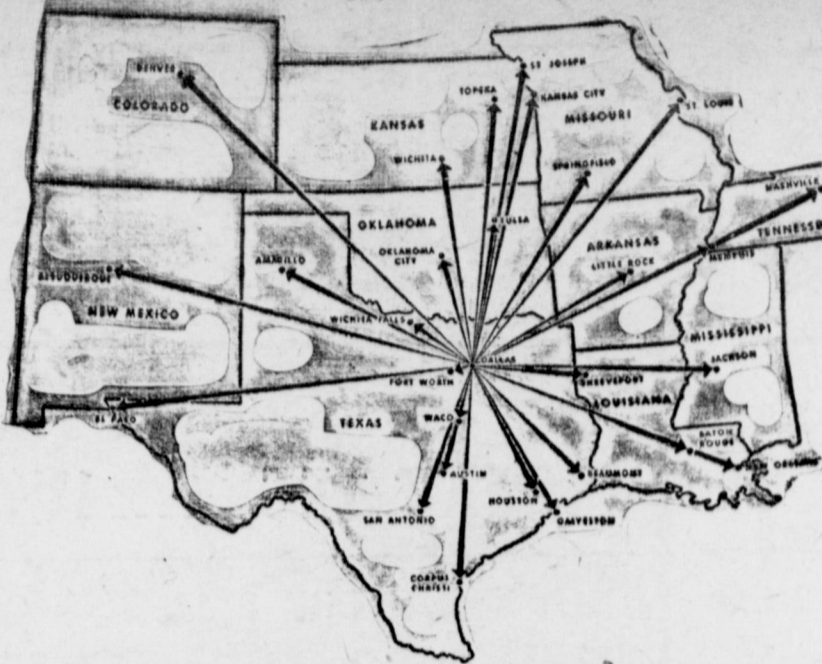 DENVER
COLORADO
KANSAS
TOPEKA
ST JOSEPH
KANSAS CITY
MISSOURI
ST LOUIS
WICHITA
SPRINGFIELD
NASHVILLE
TENNESS
OKLAHOMA
TULSA
ARKANSAS
OKLAHOMA
CITY
LITTLE ROCK
MEMPHIS
AMARILLO
ALBUQUERQUE
NEW MEXICO
WICHITA FALLS
MISSISSIPPI
DALLAS
JACKSON
FORT WORTH
SHREVEPORT
LOUISIANA
EL PASO
TEXAS
WACO
BATON
ROUGE
NEW ORLEANS
AUSTIN
BEAUMONT
HOUSTON
SAN ANTONIO
GALVESTON
CORPUS
CHRISTI